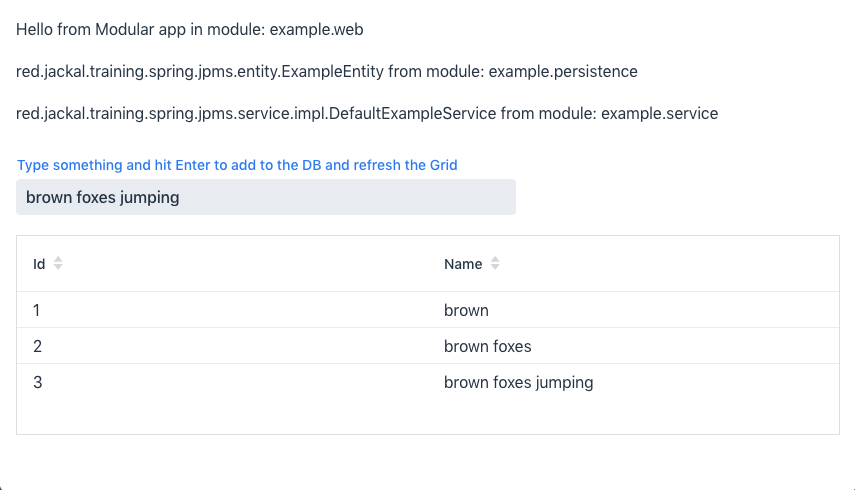 Hello from Modular app in module: example.web
red.jackal.training.spring.jpms.entity.ExampleEntity from module: example.persistence
red.jackal.training.spring.jpms.service.impl.DefaultExampleService from module: example.service
Type something and hit Enter to add to the DB and refresh the Grid
brown foxes jumping
Id Name
1 brown
2 brown foxes
3 brown foxes jumping